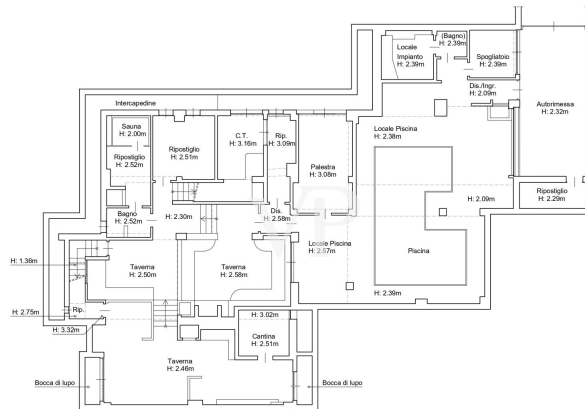 (Bagno)
H: 2.39m
Locale
Impianto
H: 2.39m
Spogliatoio
H: 2.39m
Dis./Ingr.
H: 2.09m
Autorimessa
H: 2.32m
Intercapedine
Sauna
H: 2.00m
Ripostiglio
H: 2.52m
Ripostiglio
H: 2.51m
C.T.
H: 3.16m
Rip.
H: 3.09m
Locale Piscina
H: 2.38m
Palestra
H: 3.08m
Ripostiglio
H: 2.29m
H: 2.09m
Bagno
H: 2.52m
H: 2.30m
Dis.
H: 2.58m
VP
Locale Piscina
H: 2.57m
Piscina
H: 1.36m
Taverna
H: 2.50m
Taverna
H: 2.58m
H: 2.39m
H: 2.75m
Rip.
H: 3.32m
H: 3.02m
Cantina
H: 2.51m
Taverna
H: 2.46m
Bocca di lupo
Bocca di lupo